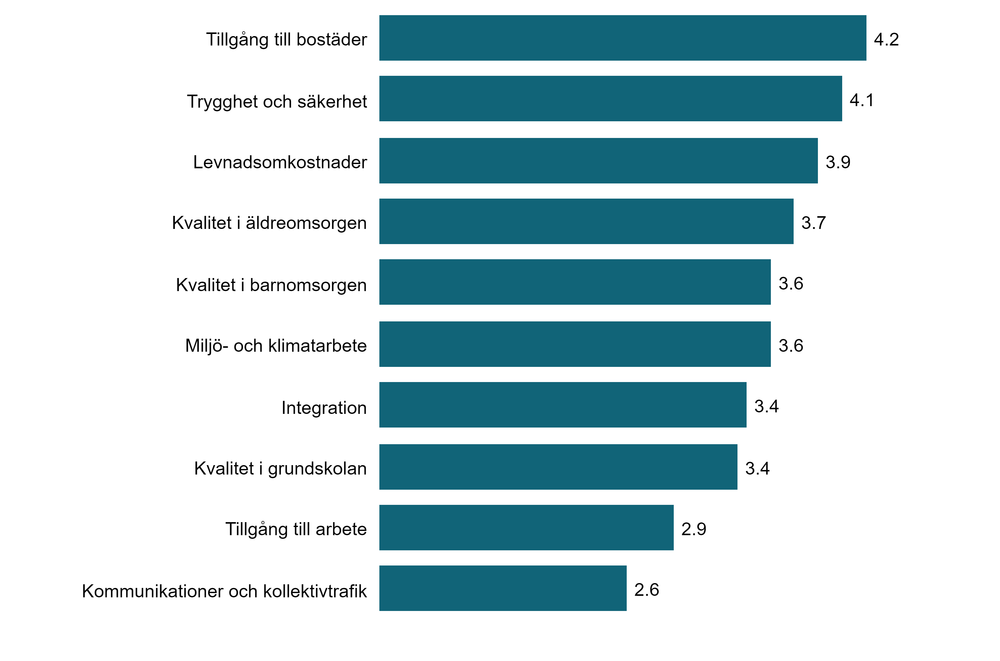 Tillgång till bostäder 4.2
Trygghet och säkerhet 4.1
Levnadsomkostnader 3.9
Kvalitet i äldreomsorgen 3.7
Kvalitet i barnomsorgen 3.6
Miljö- och klimatarbete 3.6
Integration 3.4
Kvalitet i grundskolan 3.4
Tillgång till arbete 2.9
Kommunikationer och kollektivtrafik 2.6